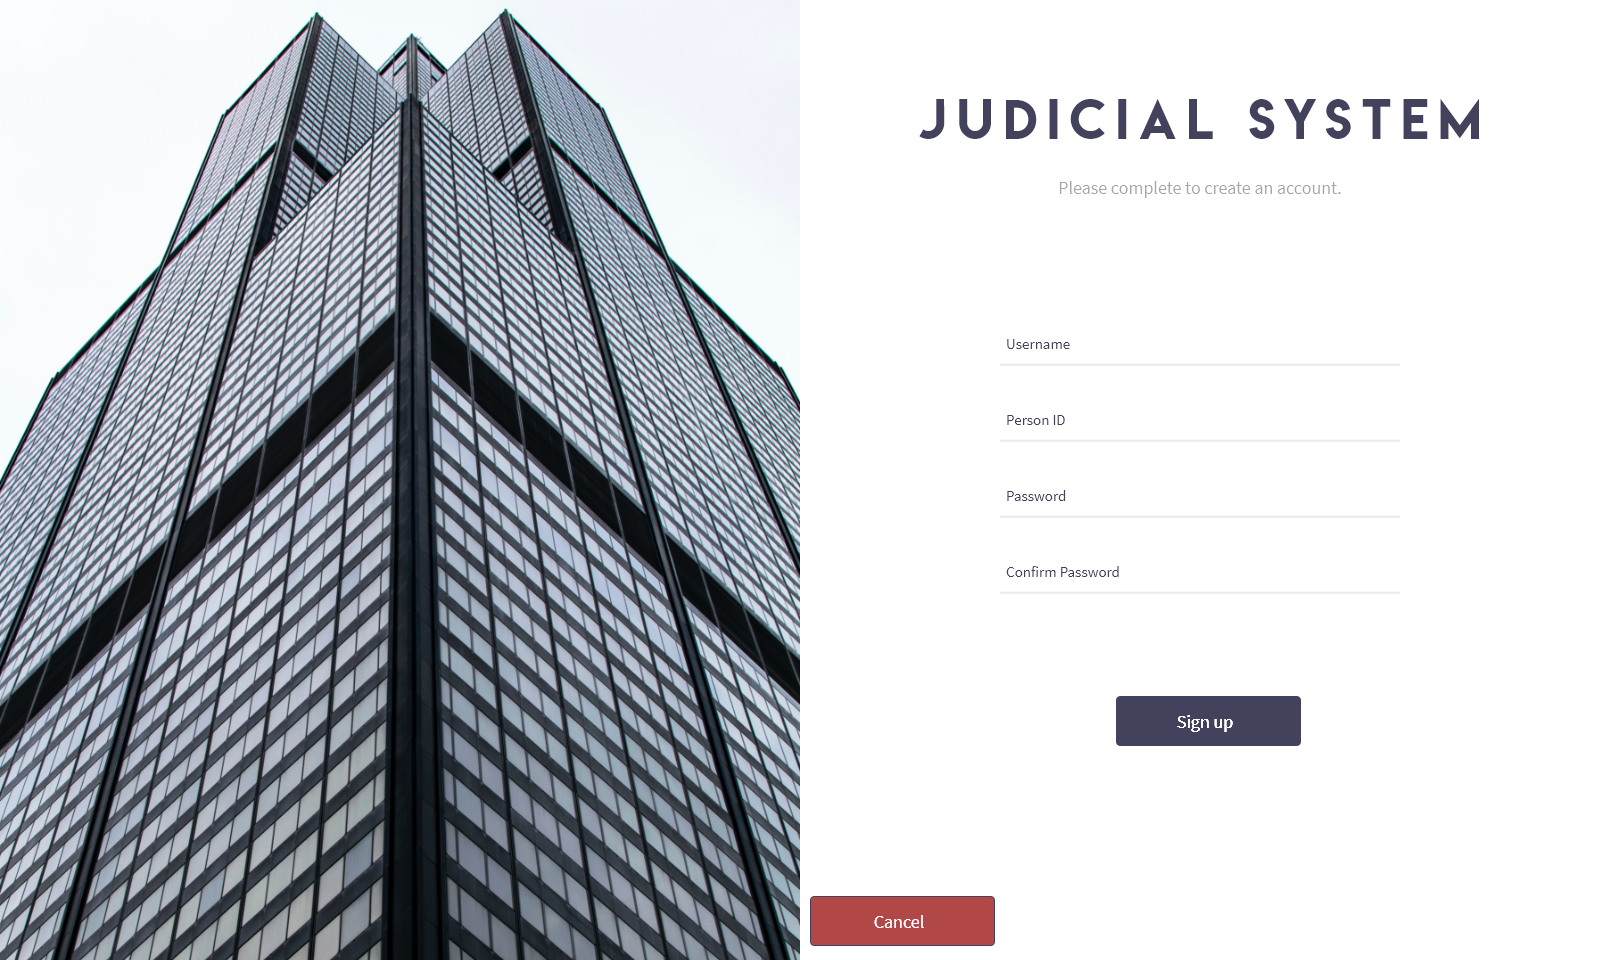 JUDICIAL SYSTEM
Please complete to create an account.
Username
Person ID
Password
Confirm Password
Sign up
Cancel